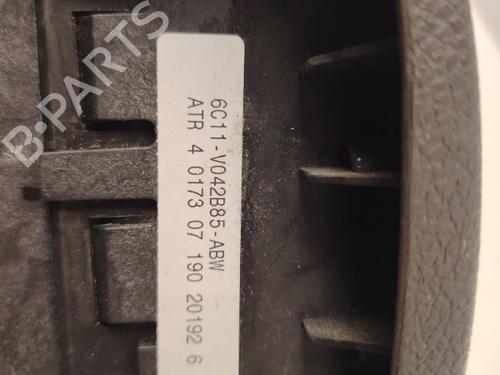 B-PARTS
6C11-V042B85-ABW
ATR 4 0173 07 190 20192 6